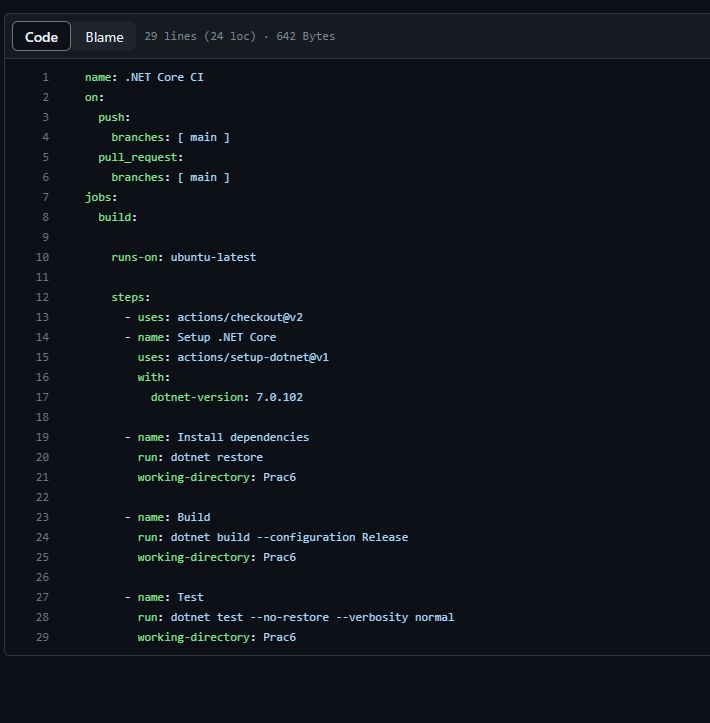 Code Blame 29 lines (24 loc) · 642 Bytes
1 name: .NET Core CI
2 on:
3   push:
4     branches: [ main ]
5   pull_request:
6     branches: [ main ]
7 jobs:
8   build:
9
10     runs-on: ubuntu-latest
11
12     steps:
13       - uses: actions/checkout@v2
14       - name: Setup .NET Core
15         uses: actions/setup-dotnet@v1
16         with:
17           dotnet-version: 7.0.102
18
19       - name: Install dependencies
20         run: dotnet restore
21         working-directory: Prac6
22
23       - name: Build
24         run: dotnet build --configuration Release
25         working-directory: Prac6
26
27       - name: Test
28         run: dotnet test --no-restore --verbosity normal
29         working-directory: Prac6